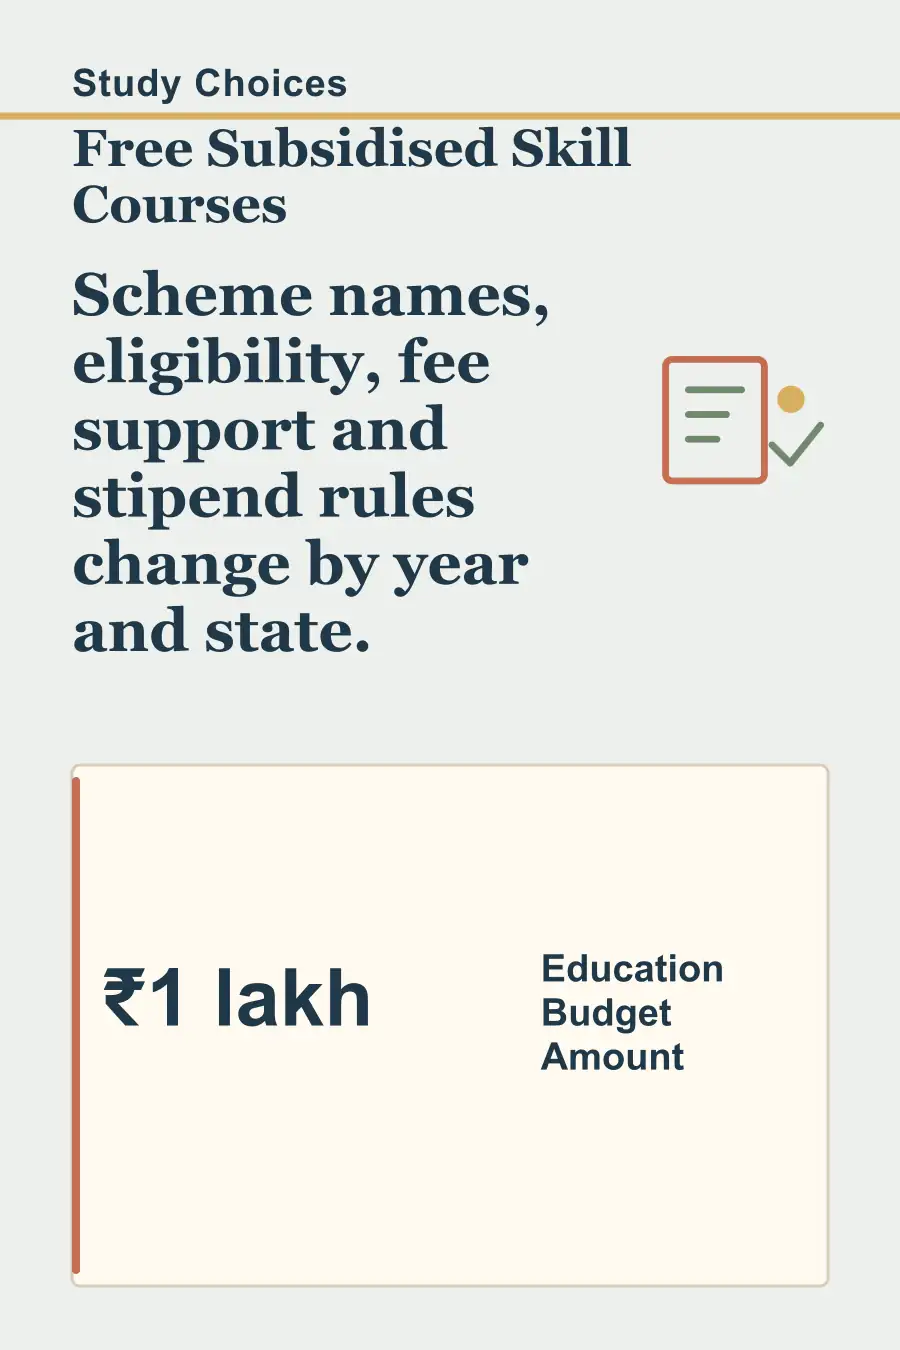 Study Choices
Free Subsidised Skill
Courses
Scheme names,
eligibility, fee
support and
stipend rules
change by year
and state.
₹1 lakh
Education
Budget
Amount